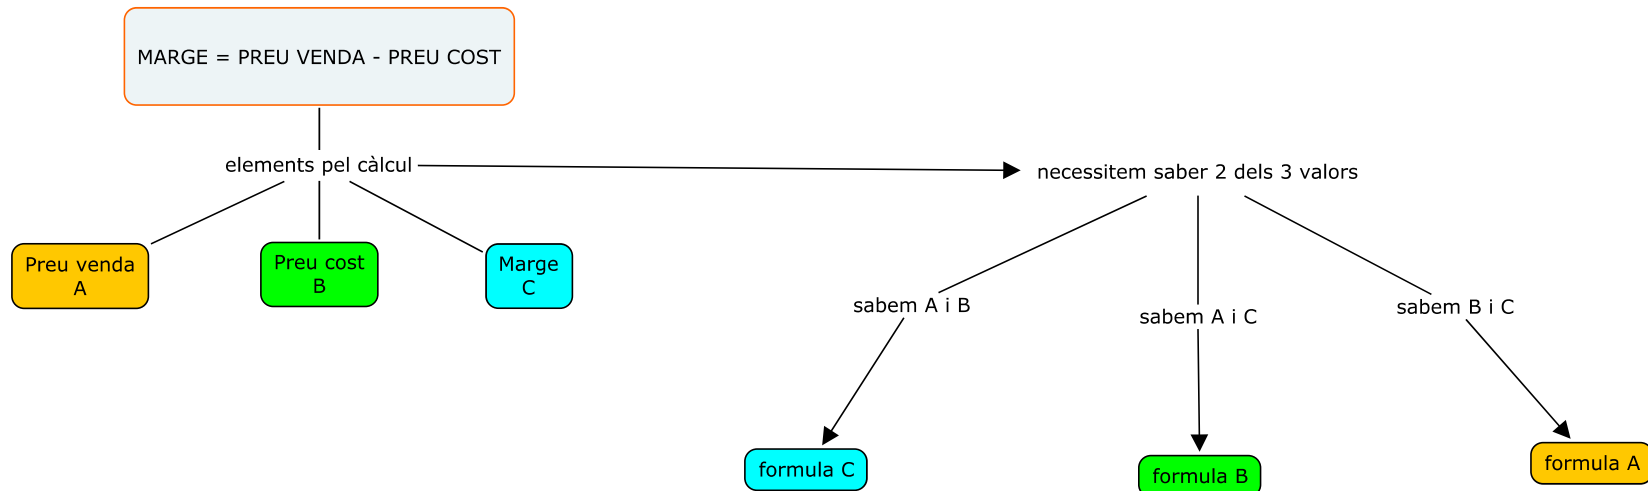 MARGE = PREU VENDA - PREU COST
elements pel càlcul
necessitem saber 2 dels 3 valors
Preu venda
A
Preu cost
B
Marge
C
sabem A i B
sabem A i C
sabem B i C
formula C
formula B
formula A